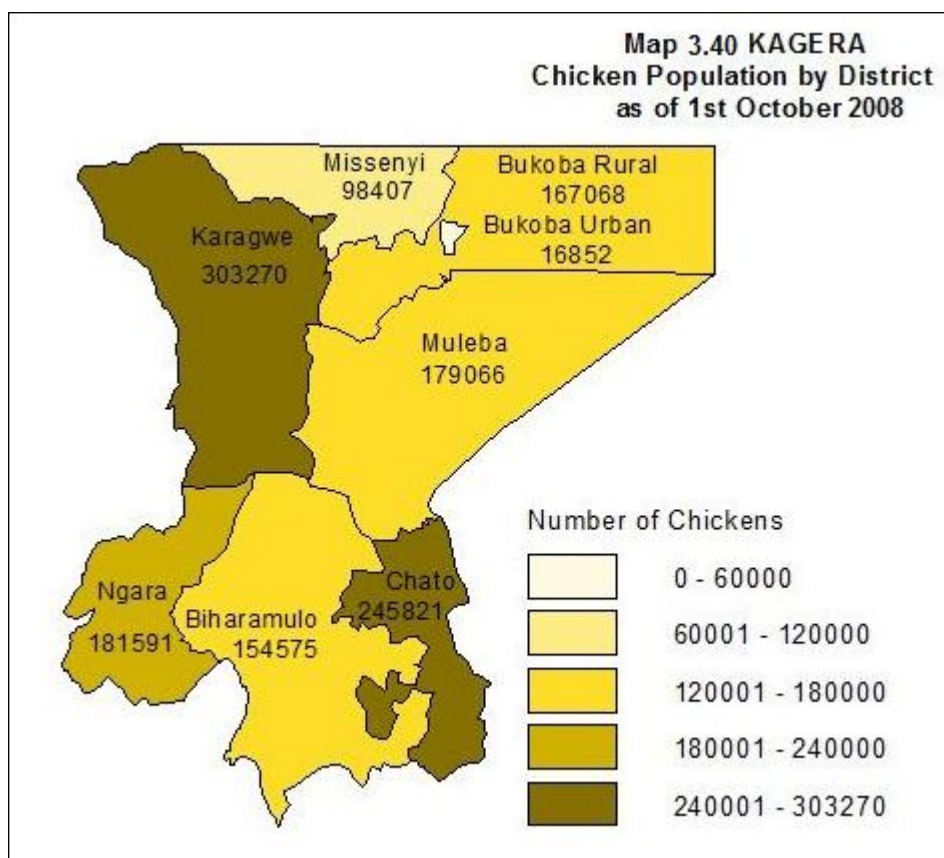 Map 3.40 KAGERA
Chicken Population by District
as of 1st October 2008
Missenyi
98407
Bukoba Rural
167068
Bukoba Urban
16852
Karagwe
303270
Muleba
179066
Ngara
181591
Biharamulo
154575
Chato
245821
Number of Chickens
0 - 60000
60001 - 120000
120001 - 180000
180001 - 240000
240001 - 303270